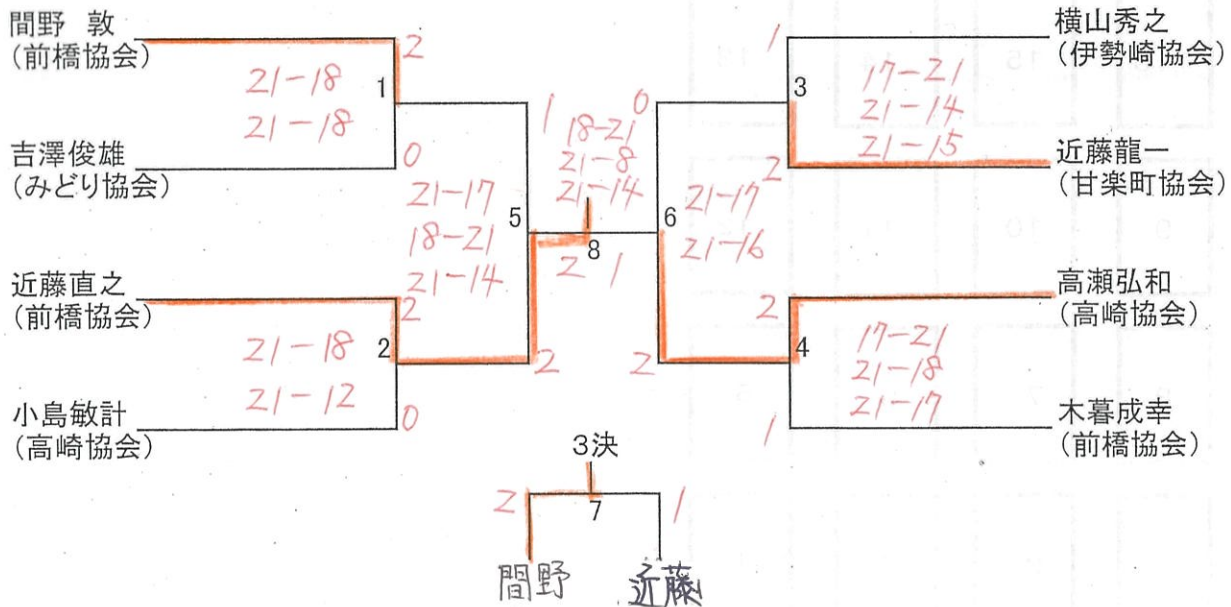 間野 敦
(前橋協会)
2
21-18
21-18
1
吉澤俊雄
(みどり協会)
0
近藤直之
(前橋協会)
2
21-18
21-12
2
小島敏計
(高崎協会)
0
1
21-17
18-21
21-14
5
2
18-21
21-8
21-14
2 1
8
0
21-17
21-16
6
2
横山秀之
(伊勢崎協会)
1
3
17-21
21-14
21-15
近藤龍一
(甘楽町協会)
2
高瀬弘和
(高崎協会)
2
4
17-21
21-18
21-17
木暮成幸
(前橋協会)
1
3決
2 1
7
間野 近藤